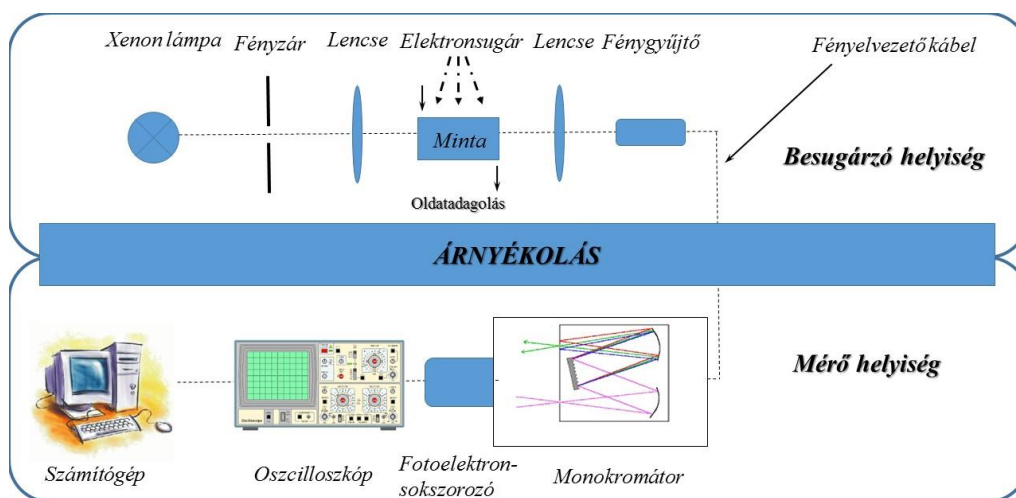 Xenon lámpa
Fényzár
Lencse
Elektronsugár
Lencse
Fénygyűjtő
Fényelvezető kábel
Minta
Besugárzó helyiség
Oldatadagolás
ÁRNYÉKOLÁS
Mérő helyiség
Számítógép
Oszcilloszkóp
Fotoelektron-
sokszorozó
Monokromátor